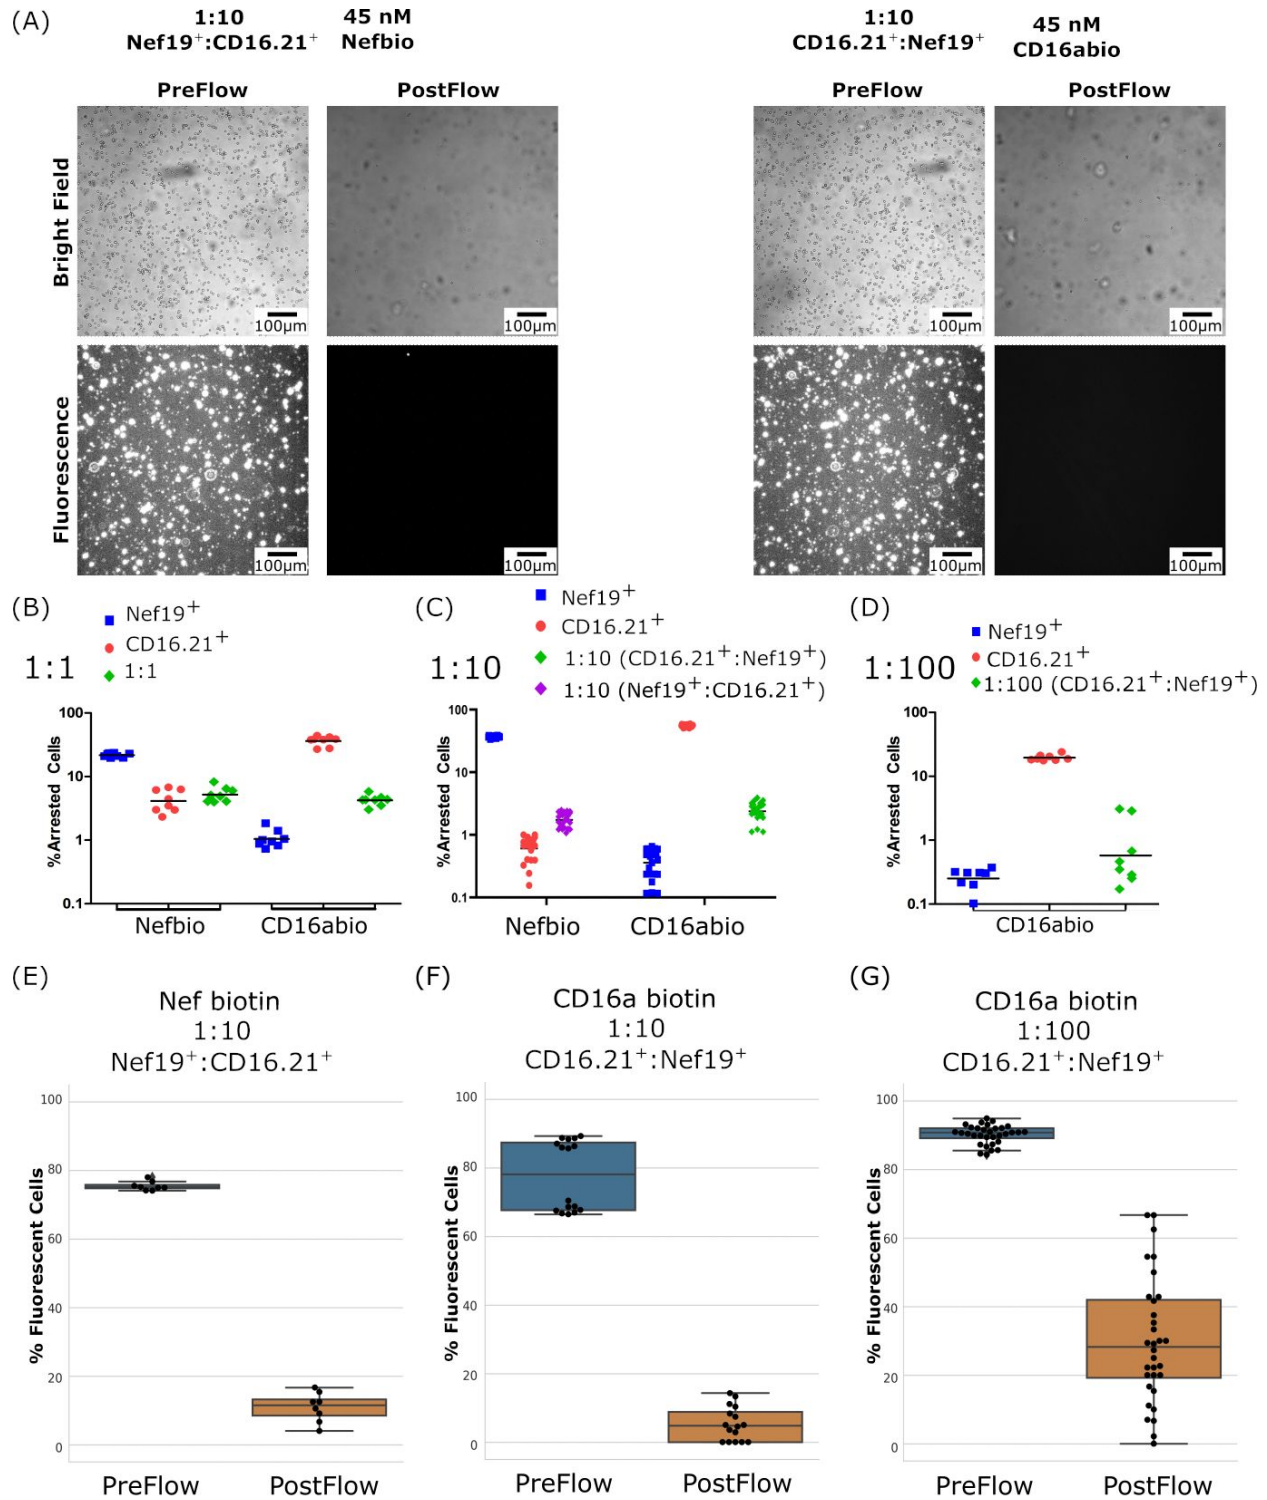 (A)
1:10
Nef19⁺:CD16.21⁺
45 nM
Nefbio
1:10
CD16.21⁺:Nef19⁺
45 nM
CD16abio
PreFlow
PostFlow
PreFlow
PostFlow
Bright Field
100µm
100µm
100µm
100µm
Fluorescence
100µm
100µm
100µm
100µm
(B)
Nef19⁺
CD16.21⁺
1:1
1:1
%Arrested Cells
100
10
1
0.1
Nefbio
CD16abio
(C)
Nef19⁺
CD16.21⁺
1:10 (CD16.21⁺:Nef19⁺)
1:10 (Nef19⁺:CD16.21⁺)
1:10
%Arrested Cells
100
10
1
0.1
Nefbio
CD16abio
(D)
Nef19⁺
CD16.21⁺
1:100 (CD16.21⁺:Nef19⁺)
1:100
%Arrested Cells
100
10
1
0.1
CD16abio
(E)
Nef biotin
1:10
Nef19⁺:CD16.21⁺
% Fluorescent Cells
100
80
60
40
20
0
PreFlow
PostFlow
(F)
CD16a biotin
1:10
CD16.21⁺:Nef19⁺
% Fluorescent Cells
100
80
60
40
20
0
PreFlow
PostFlow
(G)
CD16a biotin
1:100
CD16.21⁺:Nef19⁺
% Fluorescent Cells
100
80
60
40
20
0
PreFlow
PostFlow